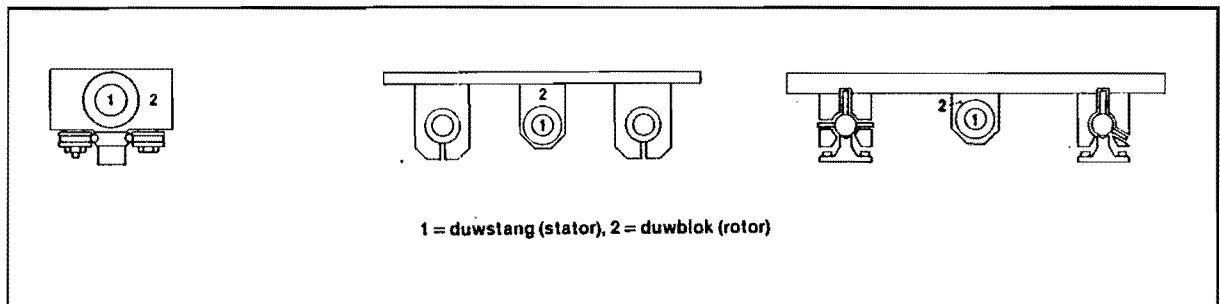 1 2
2
1
2 1
1 = duwstang (stator), 2 = duwblok (rotor)